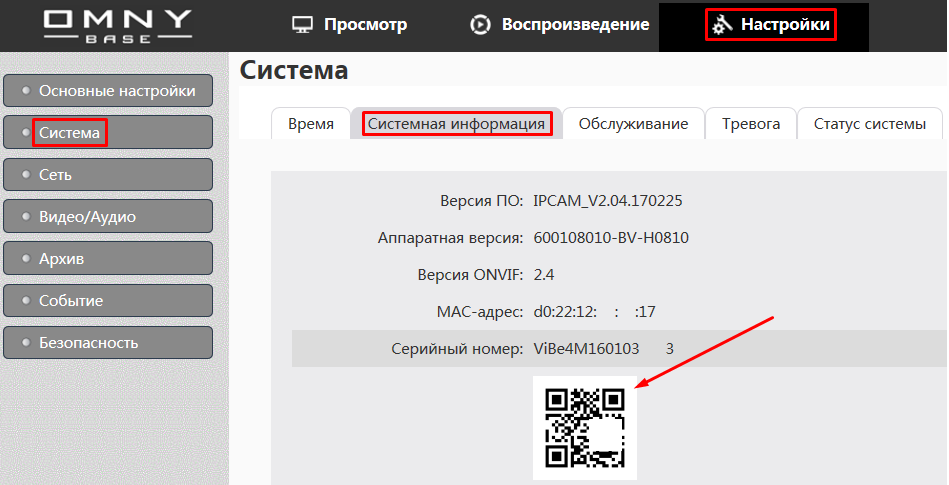 OMNY
BASE
Просмотр
Воспроизведение
Настройки
Основные настройки
Система
Сеть
Видео/Аудио
Архив
Событие
Безопасность
Система
Время
Системная информация
Обслуживание
Тревога
Статус системы
Версия ПО: IPCAM_V2.04.170225
Аппаратная версия: 600108010-BV-H0810
Версия ONVIF: 2.4
MAC-адрес: d0:22:12: : :17
Серийный номер: ViBe4M160103 3